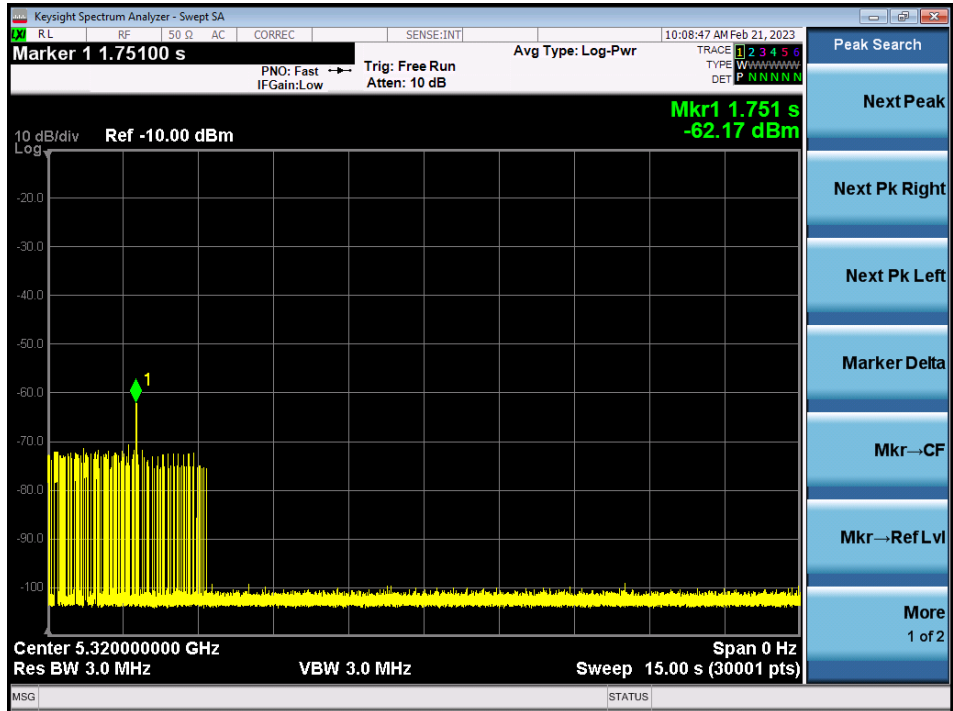 Keysight Spectrum Analyzer - Swept SA
LXI RL RF 50 Ω AC CORREC SENSE:INT 10:08:47 AM Feb 21, 2023
Marker 1 1.75100 s
PNO: Fast
IFGain:Low
Trig: Free Run
Atten: 10 dB
Avg Type: Log-Pwr
TRACE 1 2 3 4 5 6
TYPE WWWWWW
DET P N N N N N
Mkr1 1.751 s
-62.17 dBm
10 dB/div Ref -10.00 dBm
Log
-20.0
-30.0
-40.0
-50.0
-60.0
-70.0
-80.0
-90.0
-100
1
Center 5.320000000 GHz Span 0 Hz
Res BW 3.0 MHz VBW 3.0 MHz Sweep 15.00 s (30001 pts)
MSG STATUS
Peak Search
Next Peak
Next Pk Right
Next Pk Left
Marker Delta
Mkr→CF
Mkr→Ref Lvl
More
1 of 2